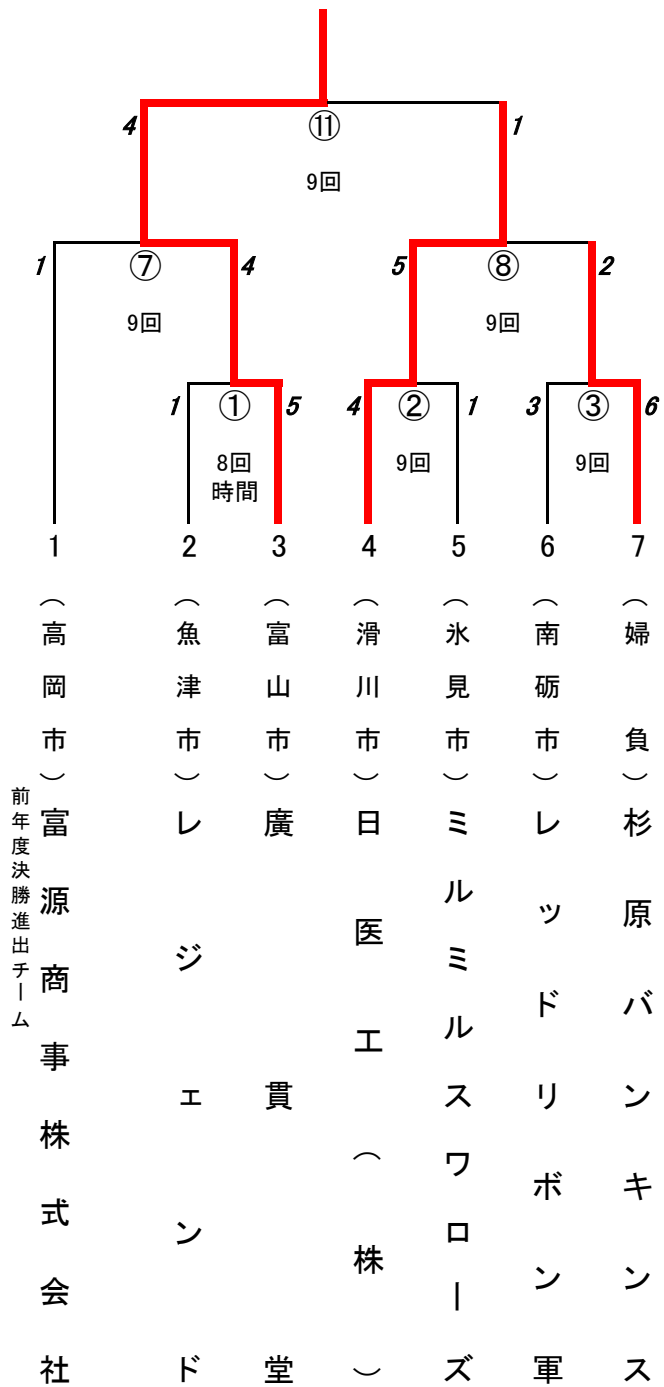 4 ⑪ 1
9回
1 ⑦ 4 5 ⑧ 2
9回 9回
1 ① 5 4 ② 1 3 ③ 6
8回 9回 9回
時間
1 2 3 4 5 6 7
（高岡市）富源商事株式会社
前年度決勝進出チーム
（魚津市）レジェンド
（富山市）廣貫堂
（滑川市）日医工（株）
（氷見市）ミルミルスワローズ
（南砺市）レッドリボン軍
（婦負）杉原バンキンス